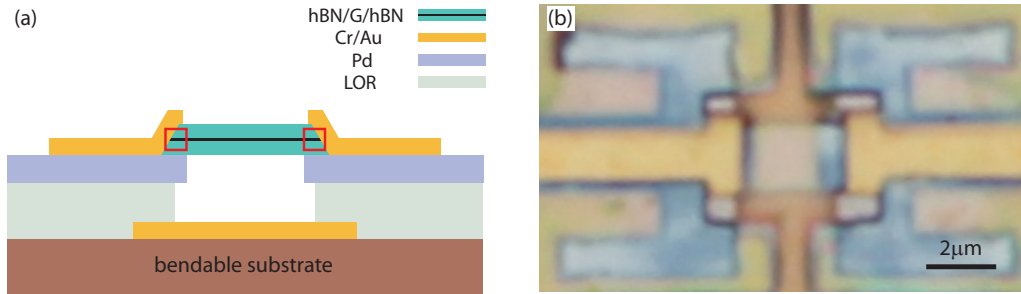 (a)
hBN/G/hBN
Cr/Au
Pd
LOR
bendable substrate
(b)
2μm